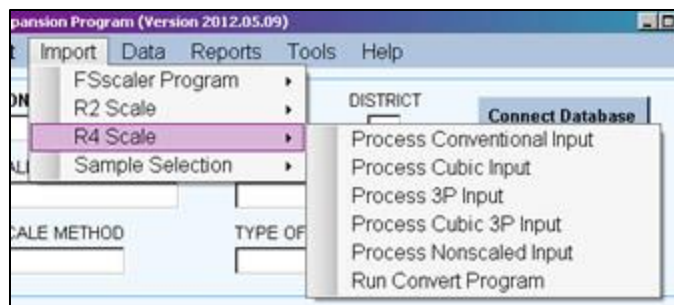 pansion Program (Version 2012.05.09)
Import Data Reports Tools Help
FSscaler Program
R2 Scale
R4 Scale
Sample Selection
DISTRICT
Connect Database
Process Conventional Input
Process Cubic Input
Process 3P Input
Process Cubic 3P Input
Process Nonscaled Input
Run Convert Program
ALE METHOD
TYPE OF